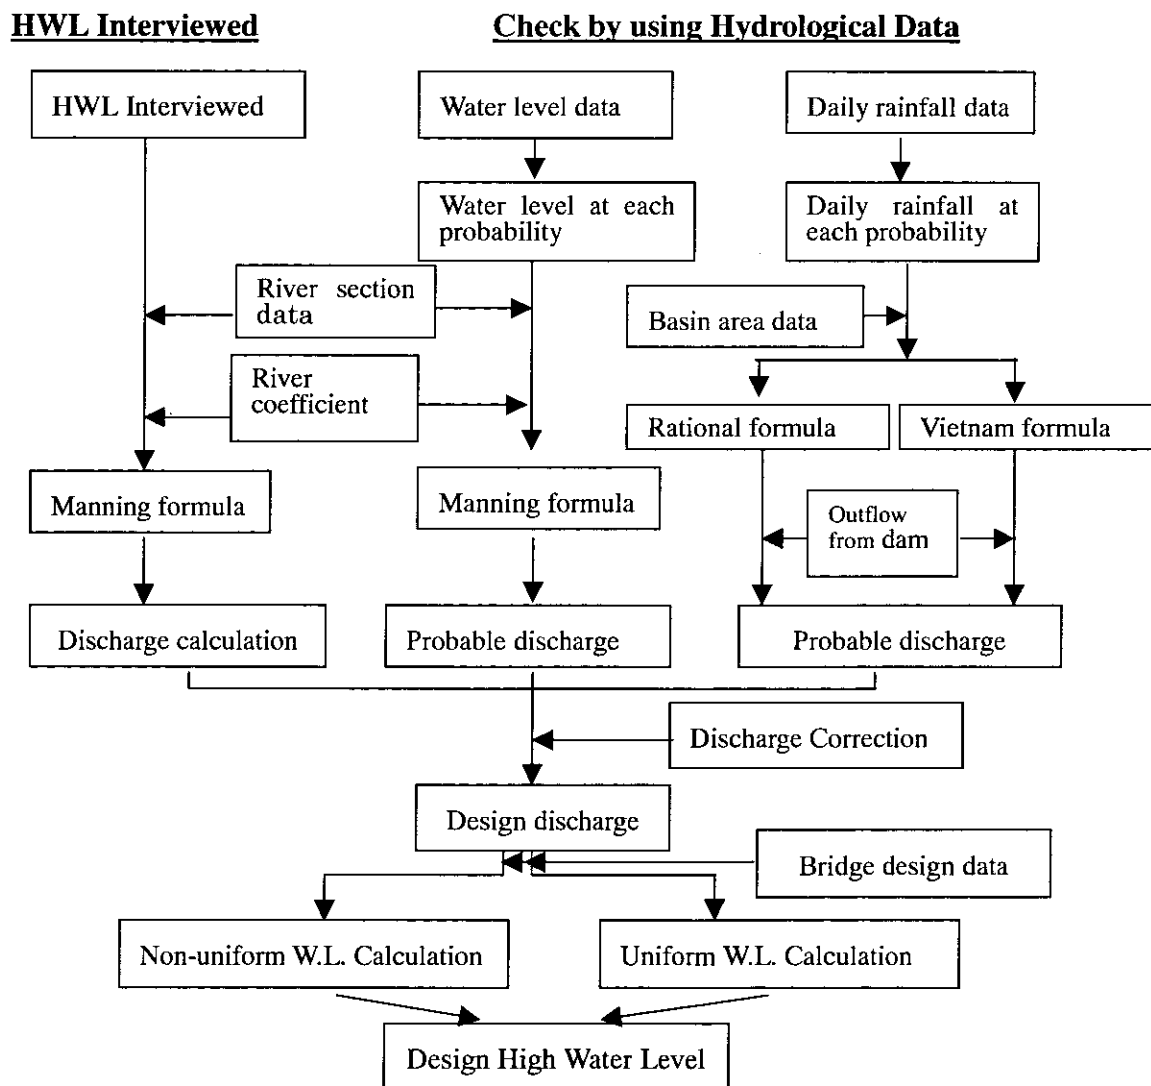 HWL Interviewed
Check by using Hydrological Data
HWL Interviewed
Water level data
Daily rainfall data
Water level at each
probability
Daily rainfall at
each probability
River section
data
Basin area data
River
coefficient
Rational formula
Vietnam formula
Manning formula
Manning formula
Outflow
from dam
Discharge calculation
Probable discharge
Probable discharge
Discharge Correction
Design discharge
Bridge design data
Non-uniform W.L. Calculation
Uniform W.L. Calculation
Design High Water Level